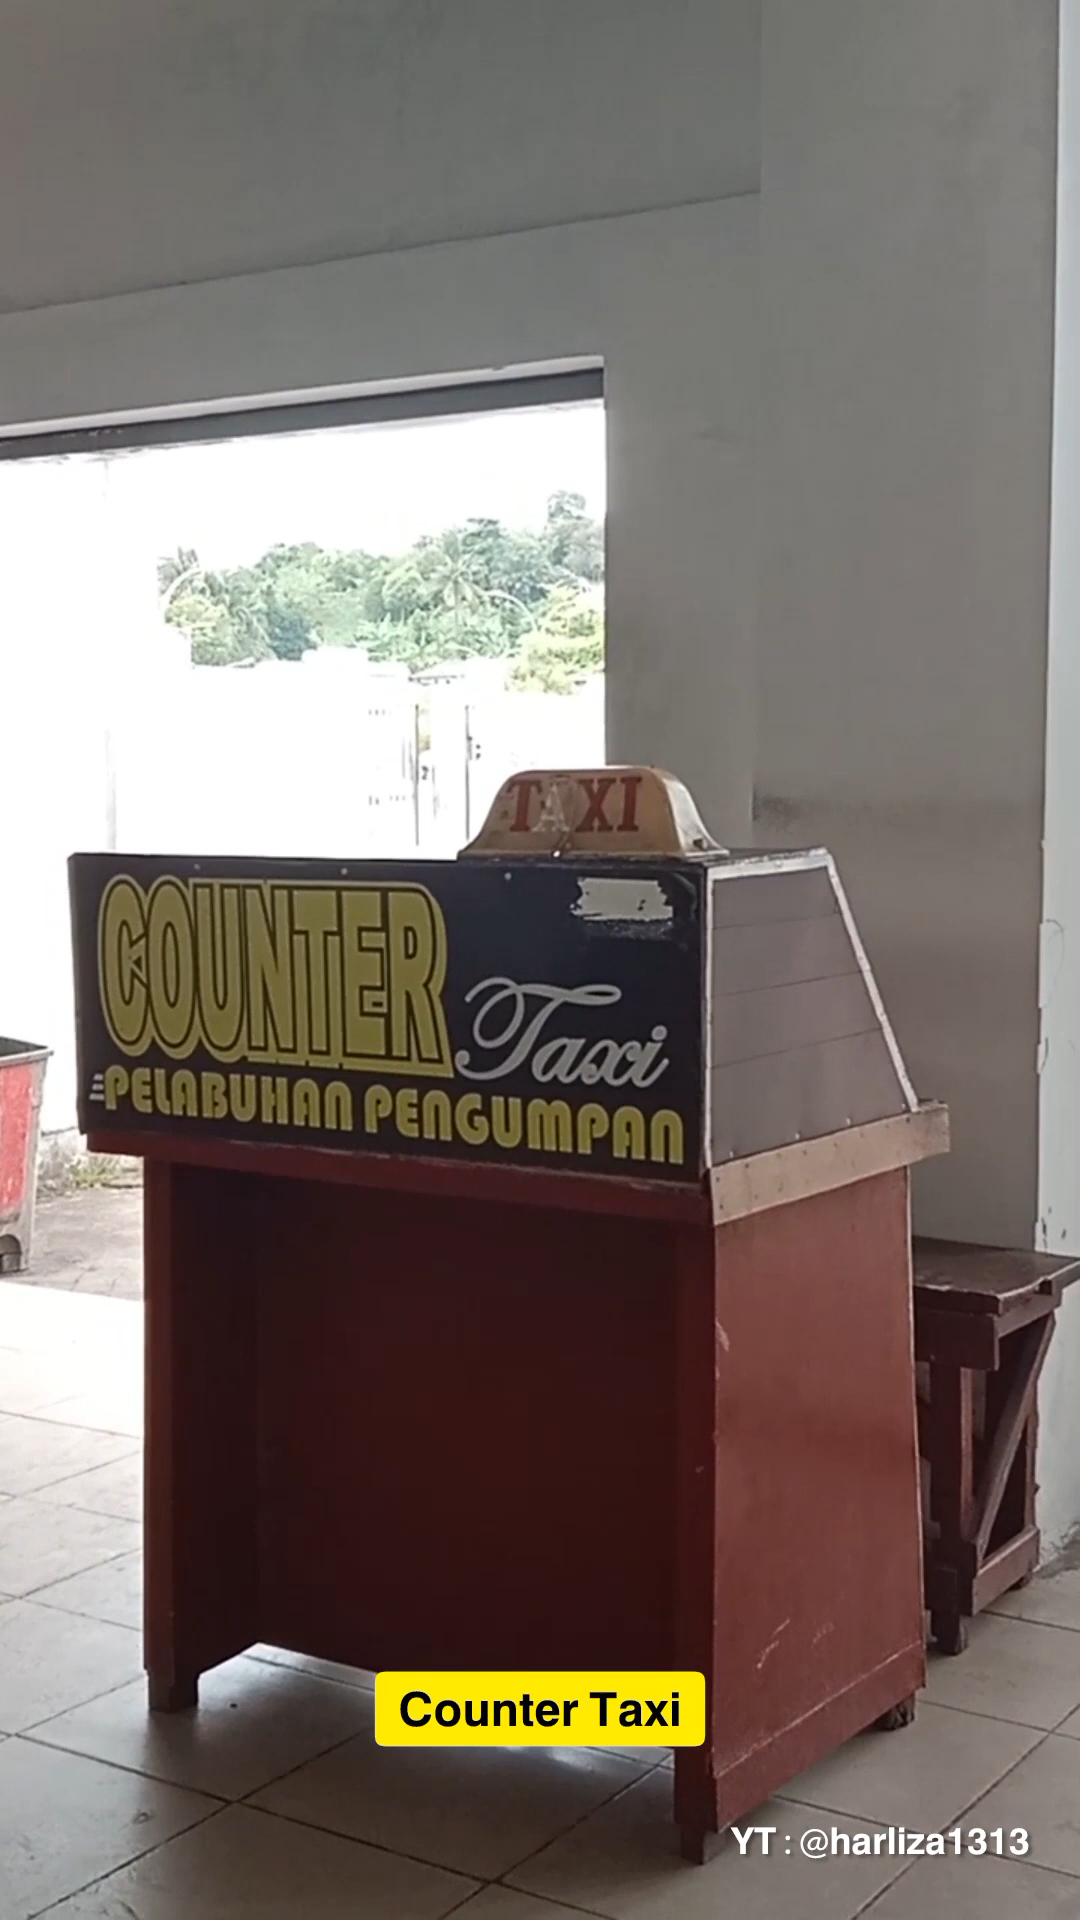 TAXI
COUNTER Taxi
PELABUHAN PENGUMPAN
Counter Taxi
YT : @harliza1313